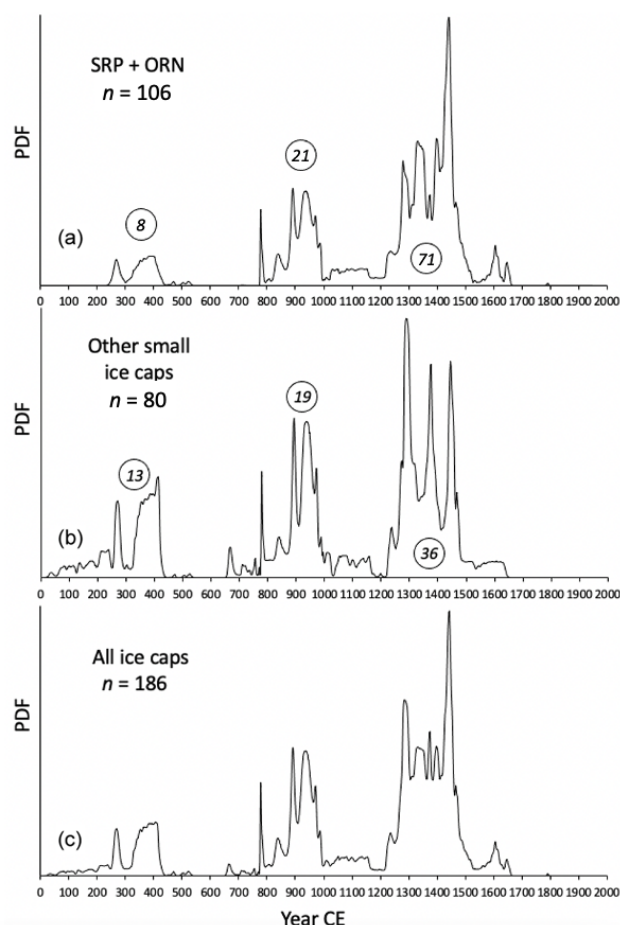 SRP + ORN
n = 106
PDF
21
8
(a)
71
0 100 200 300 400 500 600 700 800 900 1000 1100 1200 1300 1400 1500 1600 1700 1800 1900 2000
Other small
ice caps
n = 80
PDF
19
13
(b)
36
0 100 200 300 400 500 600 700 800 900 1000 1100 1200 1300 1400 1500 1600 1700 1800 1900 2000
All ice caps
n = 186
PDF
(c)
0 100 200 300 400 500 600 700 800 900 1000 1100 1200 1300 1400 1500 1600 1700 1800 1900 2000
Year CE